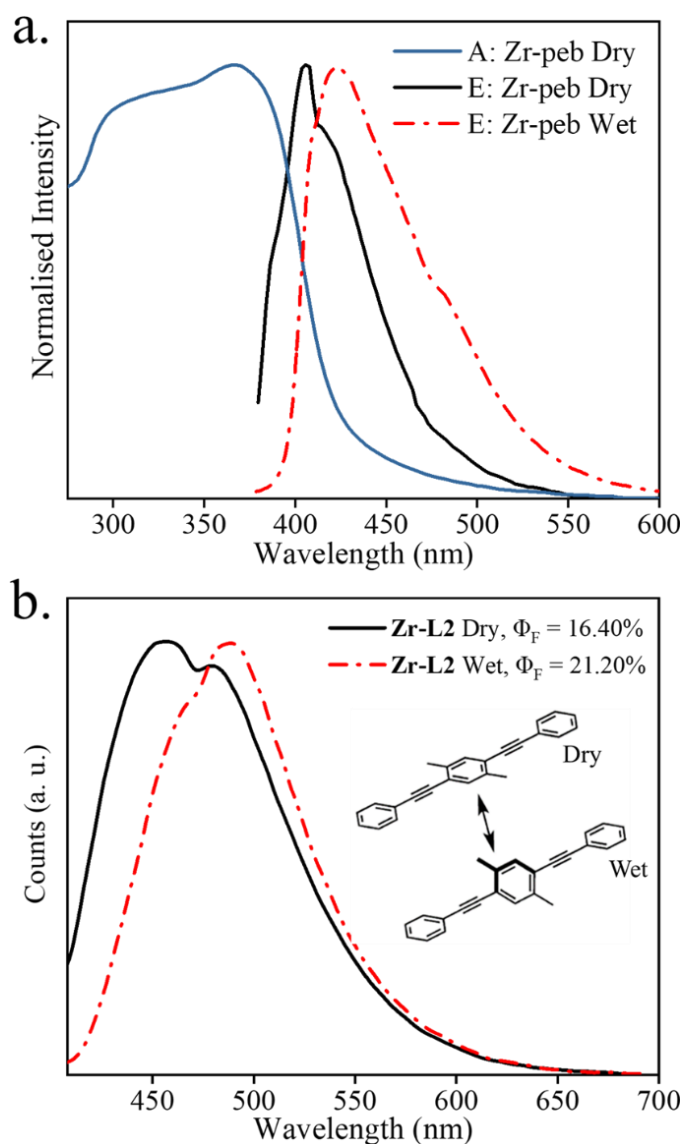 a.
A: Zr-peb Dry
E: Zr-peb Dry
E: Zr-peb Wet
Normalised Intensity
300 350 400 450 500 550 600
Wavelength (nm)
b.
Zr-L2 Dry, ΦF = 16.40%
Zr-L2 Wet, ΦF = 21.20%
Dry
Wet
Counts (a. u.)
450 500 550 600 650 700
Wavelength (nm)